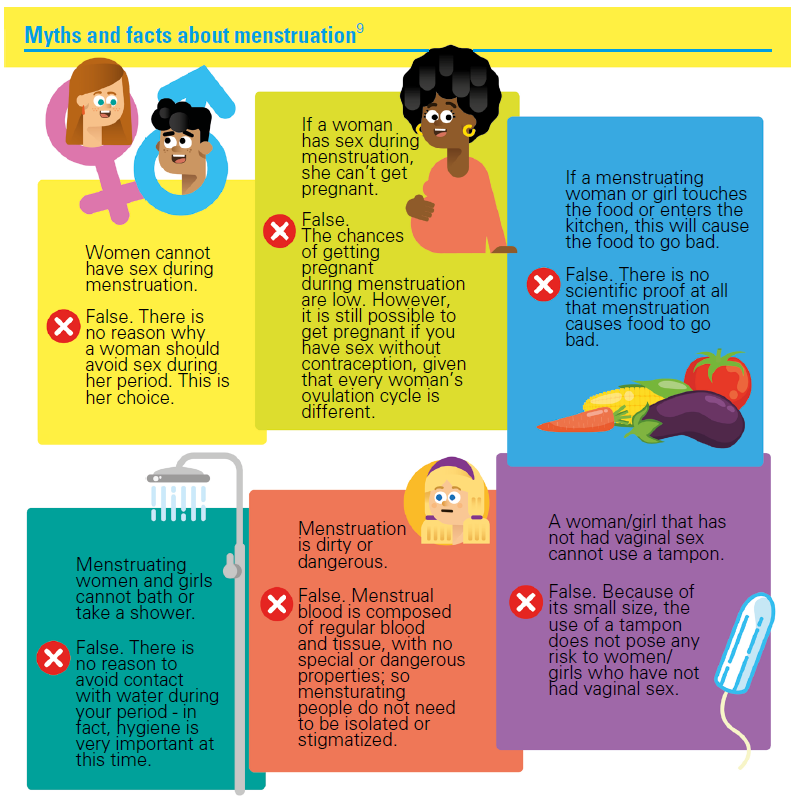 Myths and facts about menstruation9
Women cannot
have sex during
menstruation.
False. There is
no reason why
a woman should
avoid sex during
her period. This is
her choice.
If a woman
has sex during
menstruation,
she can't get
pregnant.
False.
The chances
of getting
pregnant
during menstruation
are low. However,
it is still possible to
get pregnant if you
have sex without
contraception, given
that every woman's
ovulation cycle is
different.
If a menstruating
woman or girl touches
the food or enters the
kitchen, this will cause
the food to go bad.
False. There is no
scientific proof at all
that menstruation
causes food to go
bad.
Menstruating
women and girls
cannot bath or
take a shower.
False. There is
no reason to
avoid contact
with water during
your period - in
fact, hygiene is
very important at
this time.
Menstruation
is dirty or
dangerous.
False. Menstrual
blood is composed
of regular blood
and tissue, with no
special or dangerous
properties; so
mensturating
people do not need
to be isolated or
stigmatized.
A woman/girl that has
not had vaginal sex
cannot use a tampon.
False. Because of
its small size, the
use of a tampon
does not pose any
risk to women/
girls who have not
had vaginal sex.